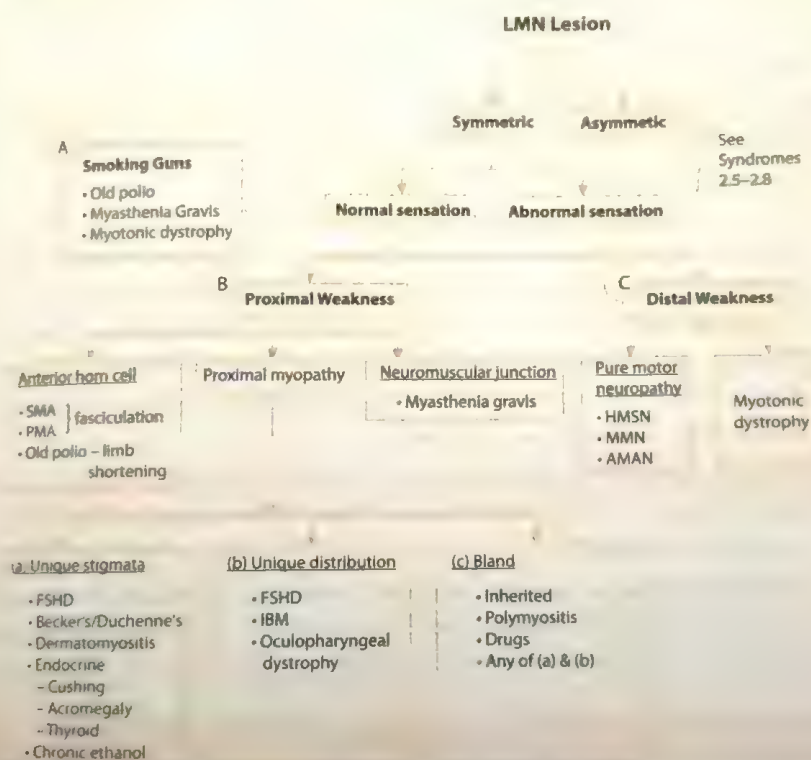 LMN Lesion
Symmetric
Asymmetic
See
Syndromes
2.5–2.8
A
Smoking Guns
• Old polio
• Myasthenia Gravis
• Myotonic dystrophy
Normal sensation
Abnormal sensation
B
Proximal Weakness
C
Distal Weakness
Anterior horn cell
• SMA
• PMA
} fasciculation
• Old polio – limb
shortening
Proximal myopathy
Neuromuscular junction
• Myasthenia gravis
Pure motor
neuropathy
• HMSN
• MMN
• AMAN
Myotonic
dystrophy
(a) Unique stigmata
• FSHD
• Becker's/Duchenne's
• Dermatomyositis
• Endocrine
– Cushing
– Acromegaly
– Thyroid
• Chronic ethanol
(b) Unique distribution
• FSHD
• IBM
• Oculopharyngeal
dystrophy
(c) Bland
• Inherited
• Polymyositis
• Drugs
• Any of (a) & (b)